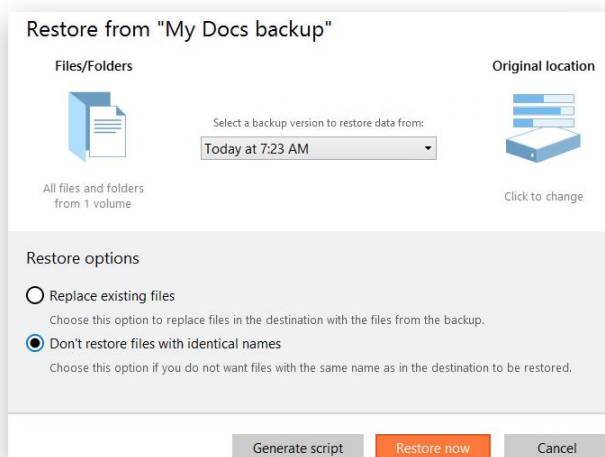 Restore from "My Docs backup"
Files/Folders
Original location
Select a backup version to restore data from:
Today at 7:23 AM
All files and folders
from 1 volume
Click to change
Restore options
Replace existing files
Choose this option to replace files in the destination with the files from the backup.
Don't restore files with identical names
Choose this option if you do not want files with the same name as in the destination to be restored.
Generate script
Restore now
Cancel